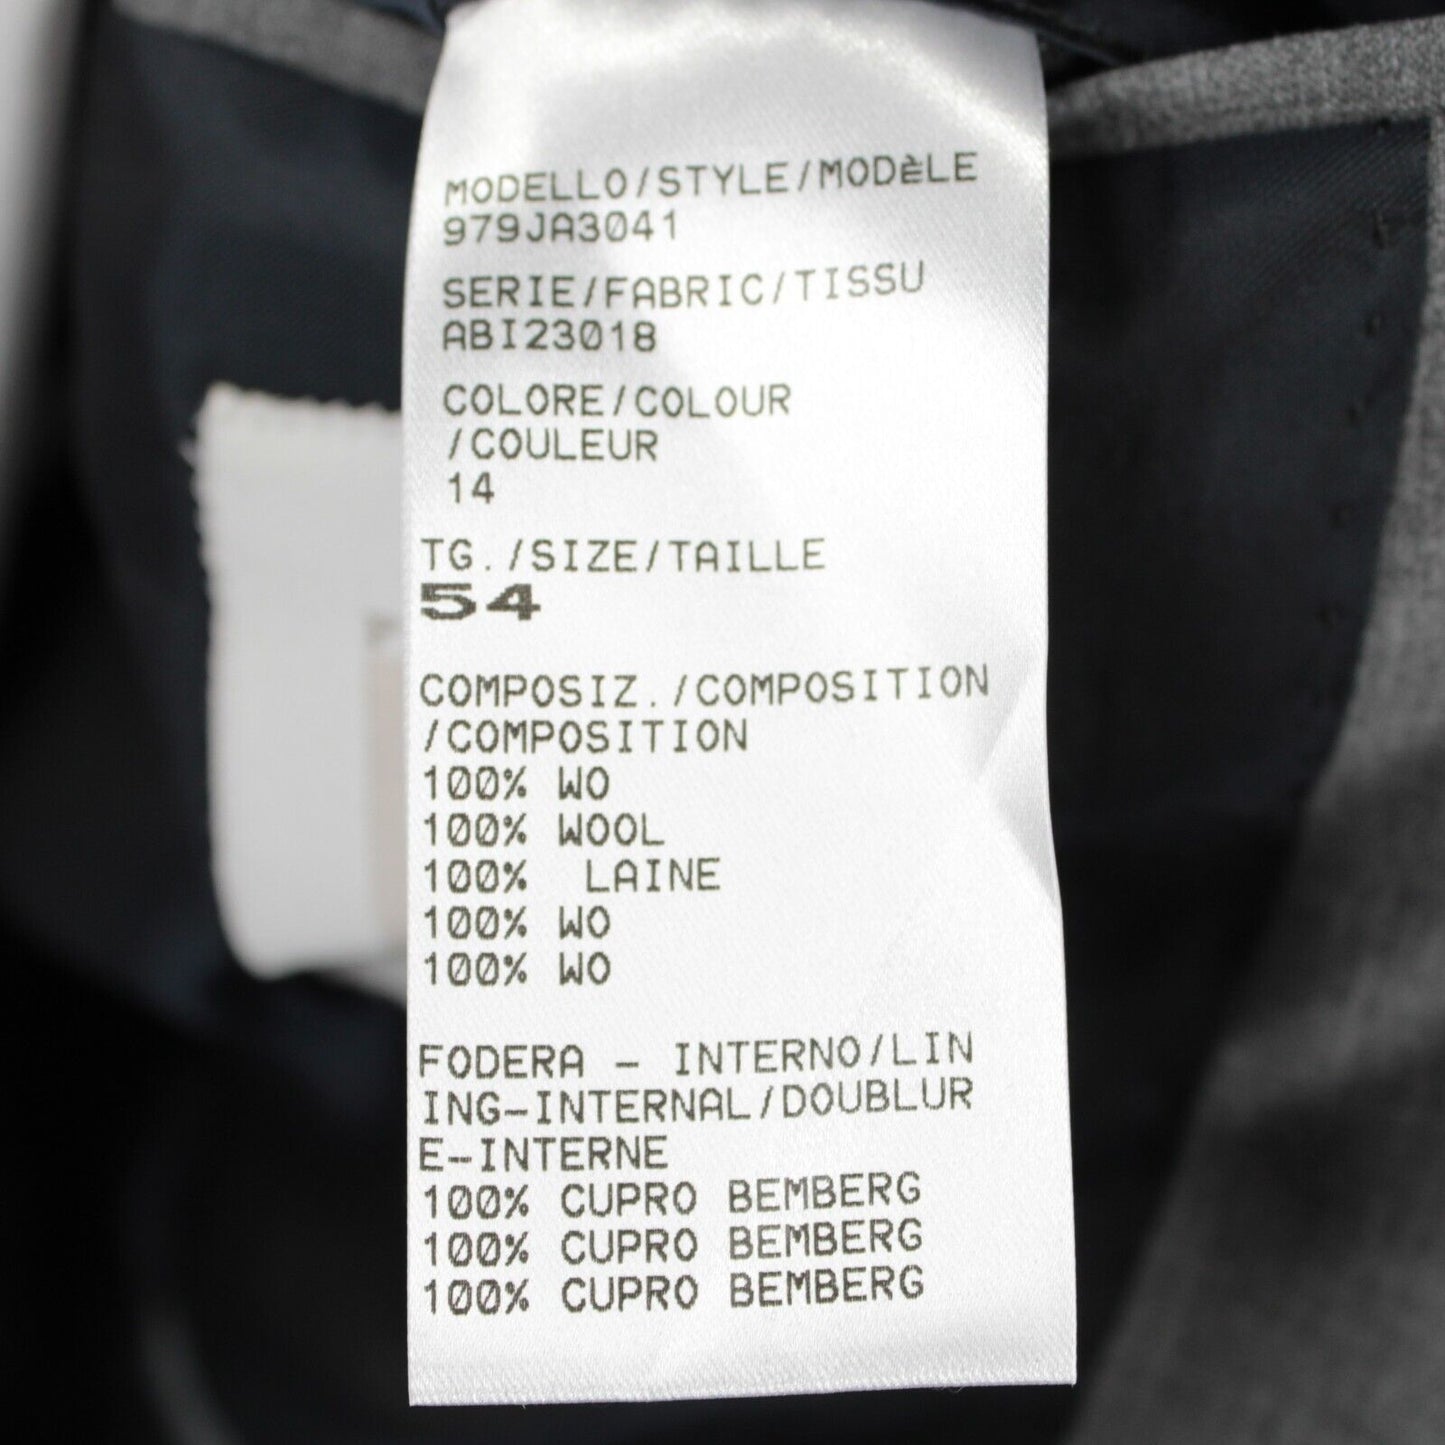 MODELLO/STYLE/MODèLE
979JA3041
SERIE/FABRIC/TISSU
ABI23018
COLORE/COLOUR
/COULEUR
14
TG./SIZE/TAILLE
54
COMPOSIZ./COMPOSITION
/COMPOSITION
100% WO
100% WOOL
100% LAINE
100% WO
100% WO
FODERA - INTERNO/LIN
ING-INTERNAL/DOUBLUR
E-INTERNE
100% CUPRO BEMBERG
100% CUPRO BEMBERG
100% CUPRO BEMBERG